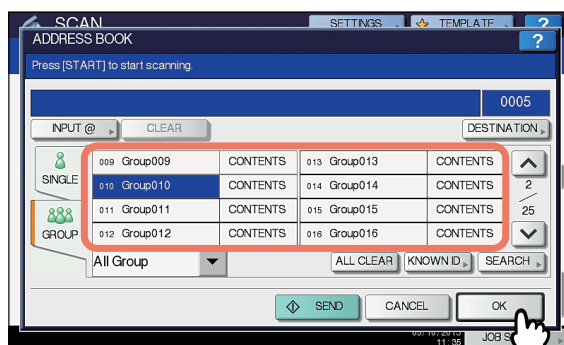 SCAN SETTINGS TEMPLATE ?
ADDRESS BOOK ?
Press [START] to start scanning.
0005
INPUT @ CLEAR DESTINATION
SINGLE
GROUP
009 Group009 CONTENTS 013 Group013 CONTENTS
010 Group010 CONTENTS 014 Group014 CONTENTS
011 Group011 CONTENTS 015 Group015 CONTENTS
012 Group012 CONTENTS 016 Group016 CONTENTS
2
25
All Group ALL CLEAR KNOWN ID SEARCH
SEND CANCEL OK
11:35 JOB S